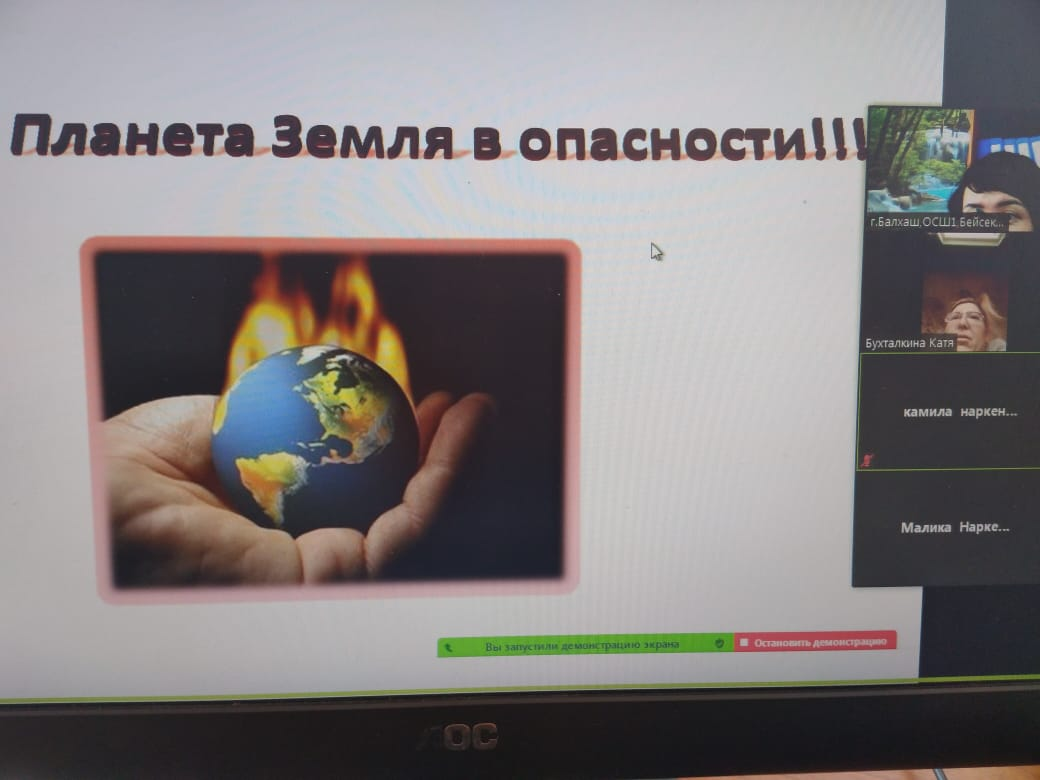 Планета Земля в опасности!!!
г.Балхаш,ОСШ1,Бейсек...
Бухталкина Катя
камила наркен...
Малика Нарке...
Вы запустили демонстрацию экрана
Остановить демонстрацию
AOC